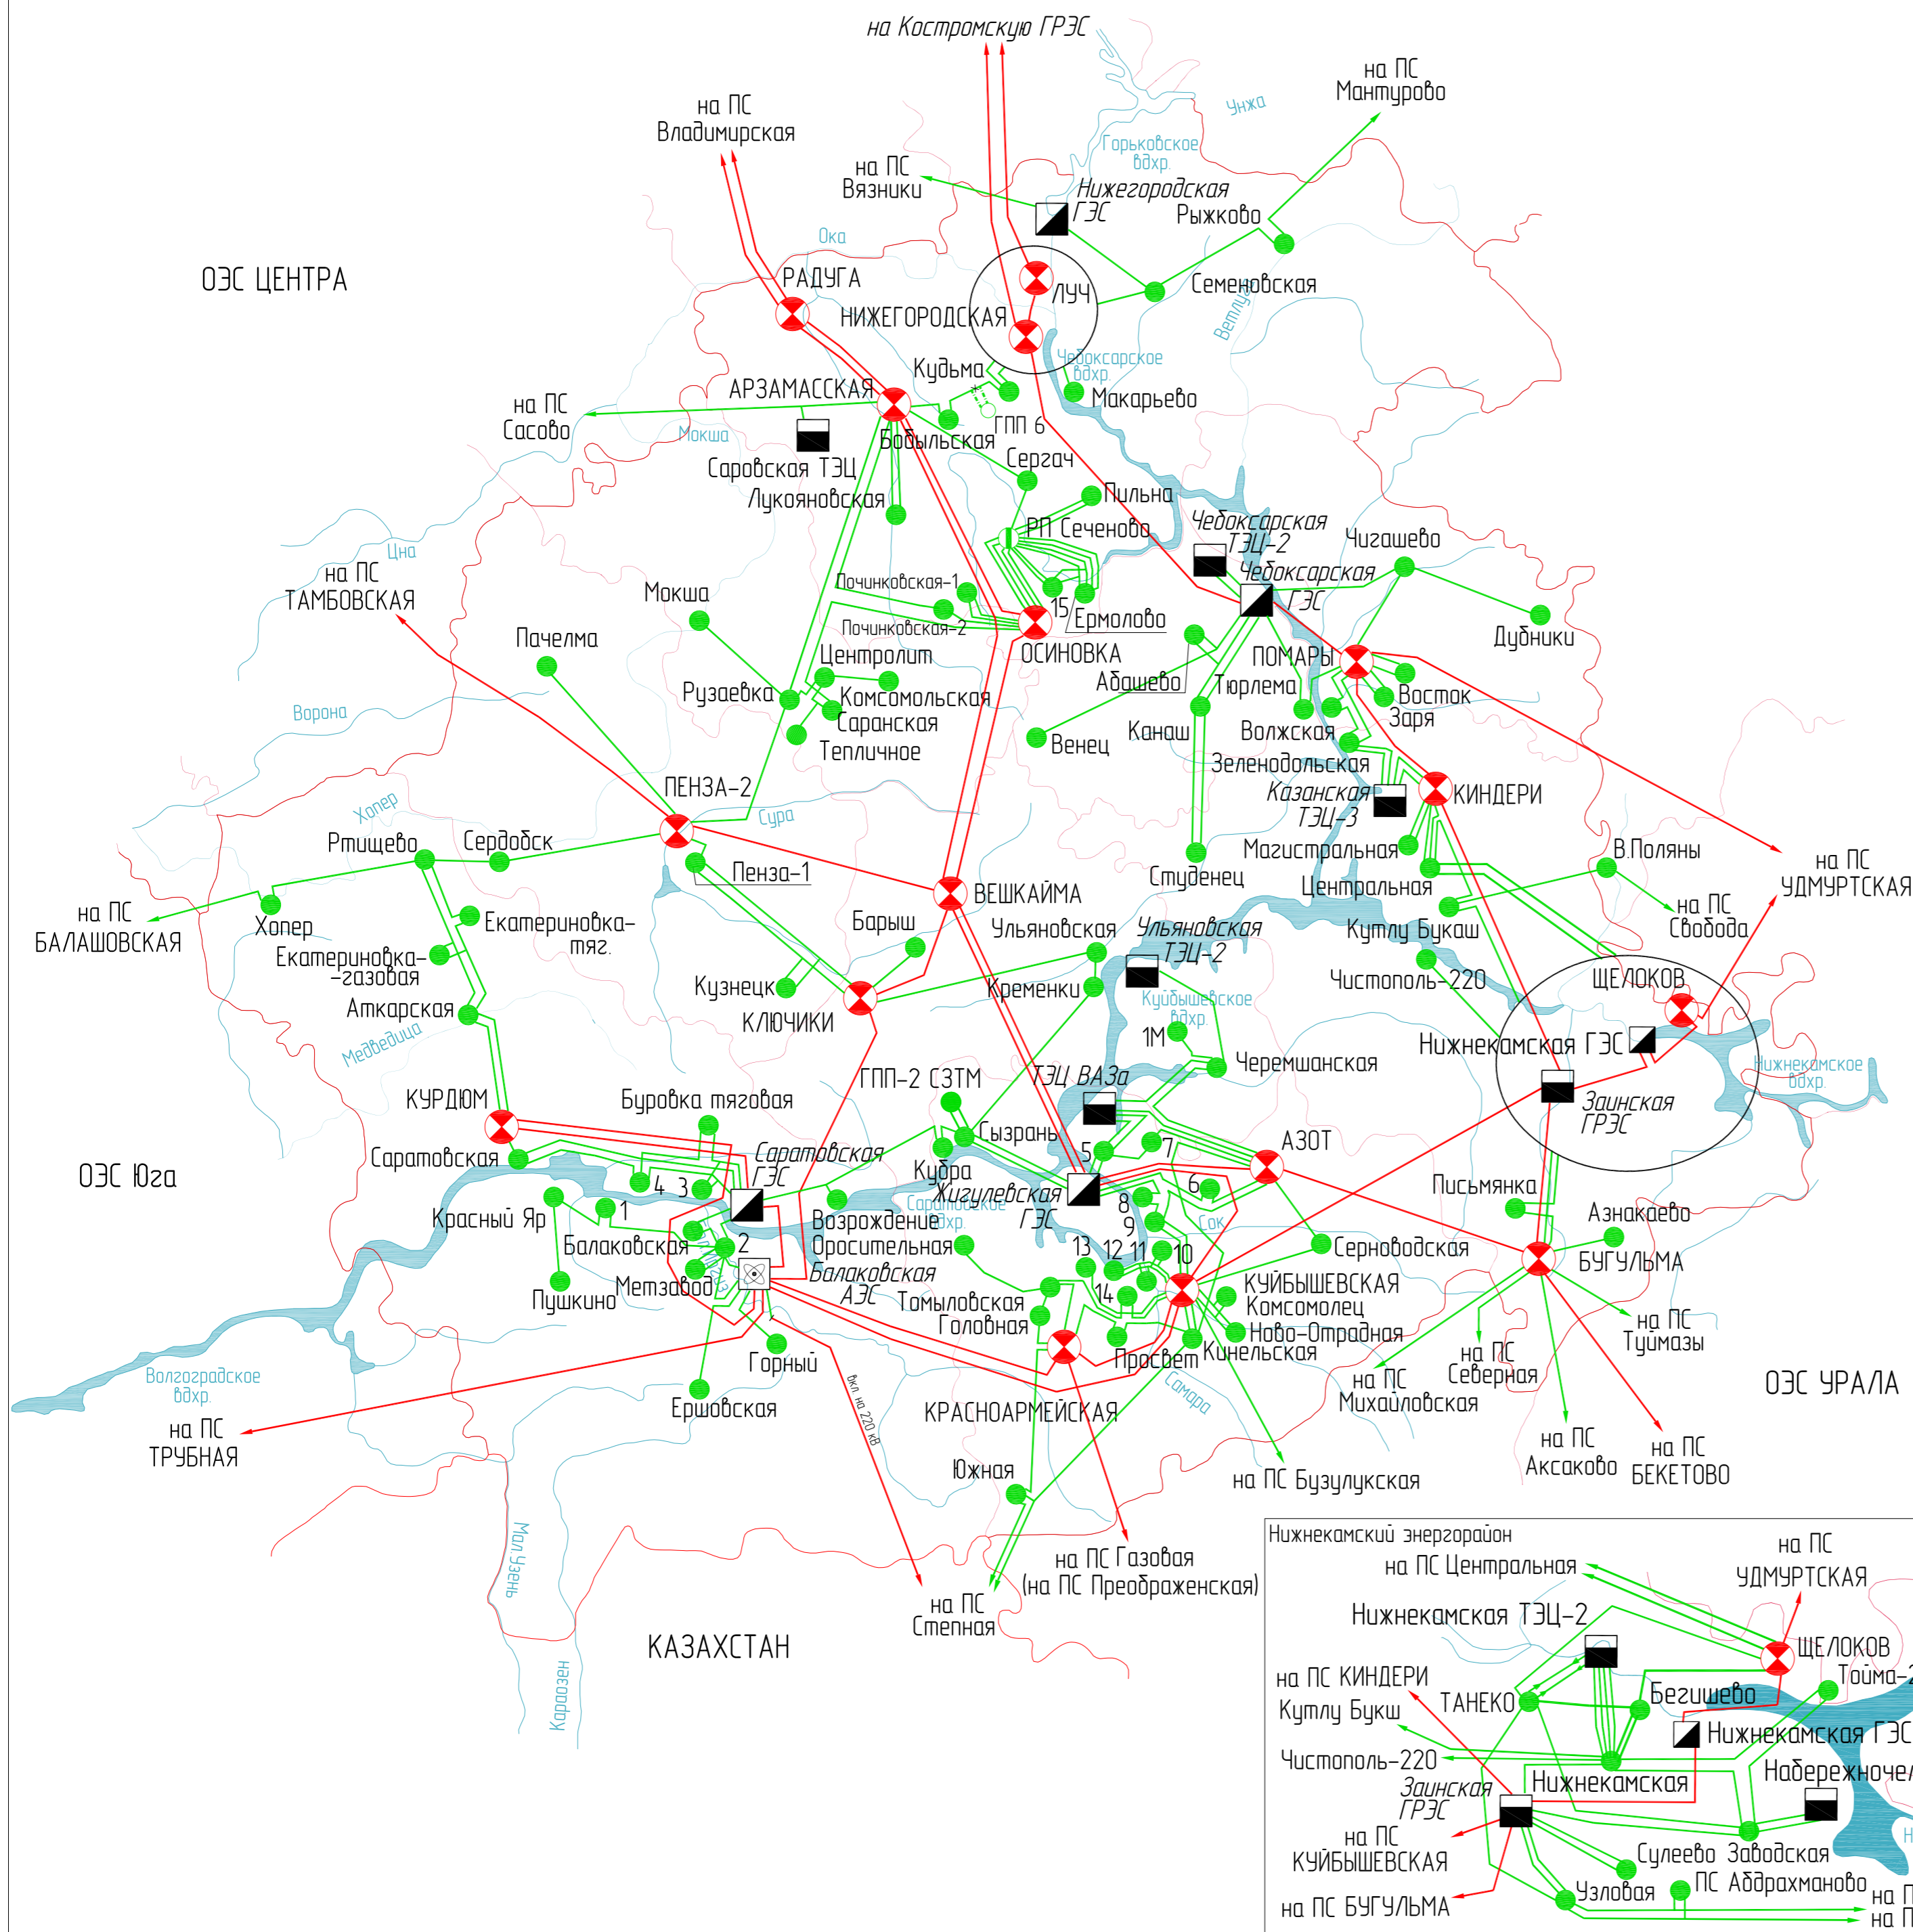 на Костромскую ГРЭС
на ПС
Мантурово
Унжа
на ПС
Владимирская
Горьковское
вдхр.
на ПС
Вязники
Нижегородская
ГЭС
Рыжково
Ока
ОЭС ЦЕНТРА
РАДУГА
ЛУЧ
Семеновская
Ветлуга
НИЖЕГОРОДСКАЯ
Чебоксарское
вдхр.
Кудьма
АРЗАМАССКАЯ
Макарьево
на ПС
Сасово
Мокша
ГПП 6
Бобыльская
Саровская ТЭЦ
Сергач
Лукояновская
Пильна
РП Сеченово
Чебоксарская
ТЭЦ-2
Чигашево
Цна
на ПС
ТАМБОВСКАЯ
Чебоксарская
ГЭС
Починковская-1
Мокша
15
Ермолово
Дубники
Починковская-2
Пачелма
Центролит
ОСИНОВКА
ПОМАРЫ
Абашево
Тюрлема
Рузаевка
Комсомольская
Восток
Саранская
Заря
Ворона
Тепличное
Венец
Канаш
Волжская
Зеленодольская
ПЕНЗА-2
Казанская
ТЭЦ-3
КИНДЕРИ
Хопер
Сура
Ртищево
Сердобск
Магистральная
В.Поляны
Пенза-1
Студенец
Центральная
на ПС
УДМУРТСКАЯ
ВЕШКАЙМА
на ПС
БАЛАШОВСКАЯ
Хопер
Екатериновка-
тяг.
Барыш
Ульяновская
Ульяновская
ТЭЦ-2
Кутлу Букаш
на ПС
Свобода
Екатериновка-
-газовая
Чистополь-220
ЩЕЛОКОВ
Кузнецк
Кременки
Куйбышевское
вдхр.
Аткарская
КЛЮЧИКИ
Медведица
1М
Нижнекамская ГЭС
Черемшанская
Нижнекамское
вдхр.
ГПП-2 СЗТМ
ТЭЦ ВАЗа
КУРДЮМ
Буровка тяговая
Заинская
ГРЭС
Сызрань
5
7
АЗОТ
Саратовская
Саратовская
ГЭС
Кубра
ОЭС Юга
4
3
Жигулевская
ГЭС
6
Письмянка
Красный Яр
1
Саратовское
вдхр.
8
Возрождение
9
Сок
Азнакаево
Балаковская
2
Оросительная
13
12
11
10
Серноводская
БУГУЛЬМА
Метзавод
Балаковская
АЭС
Пушкино
Томыловская
14
КУЙБЫШЕВСКАЯ
Комсомолец
Головная
Ново-Отрадная
на ПС
Туймазы
Горный
Просвет
Кинельская
на ПС
Северная
Волгоградское
вдхр.
на ПС
Михайловская
ОЭС УРАЛА
Ершовская
вкл на 220 кВ
Самара
КРАСНОАРМЕЙСКАЯ
на ПС
ТРУБНАЯ
на ПС
Аксаково
на ПС
БЕКЕТОВО
Южная
на ПС Бузулукская
Мал.Узень
на ПС Газовая
(на ПС Преображенская)
на ПС
Степная
КАЗАХСТАН
Караозен
Нижнекамский энергорайон
на ПС Центральная
на ПС
УДМУРТСКАЯ
Нижнекамская ТЭЦ-2
ЩЕЛОКОВ
на ПС КИНДЕРИ
Кутлу Букш
ТАНЕКО
Бегишево
Нижнекамская ГЭС
Чистополь-220
Заинская
ГРЭС
Нижнекамская
на ПС
КУЙБЫШЕВСКАЯ
Сулеево
Заводская
Узловая
ПС Абдрахманово
на ПС БУГУЛЬМА